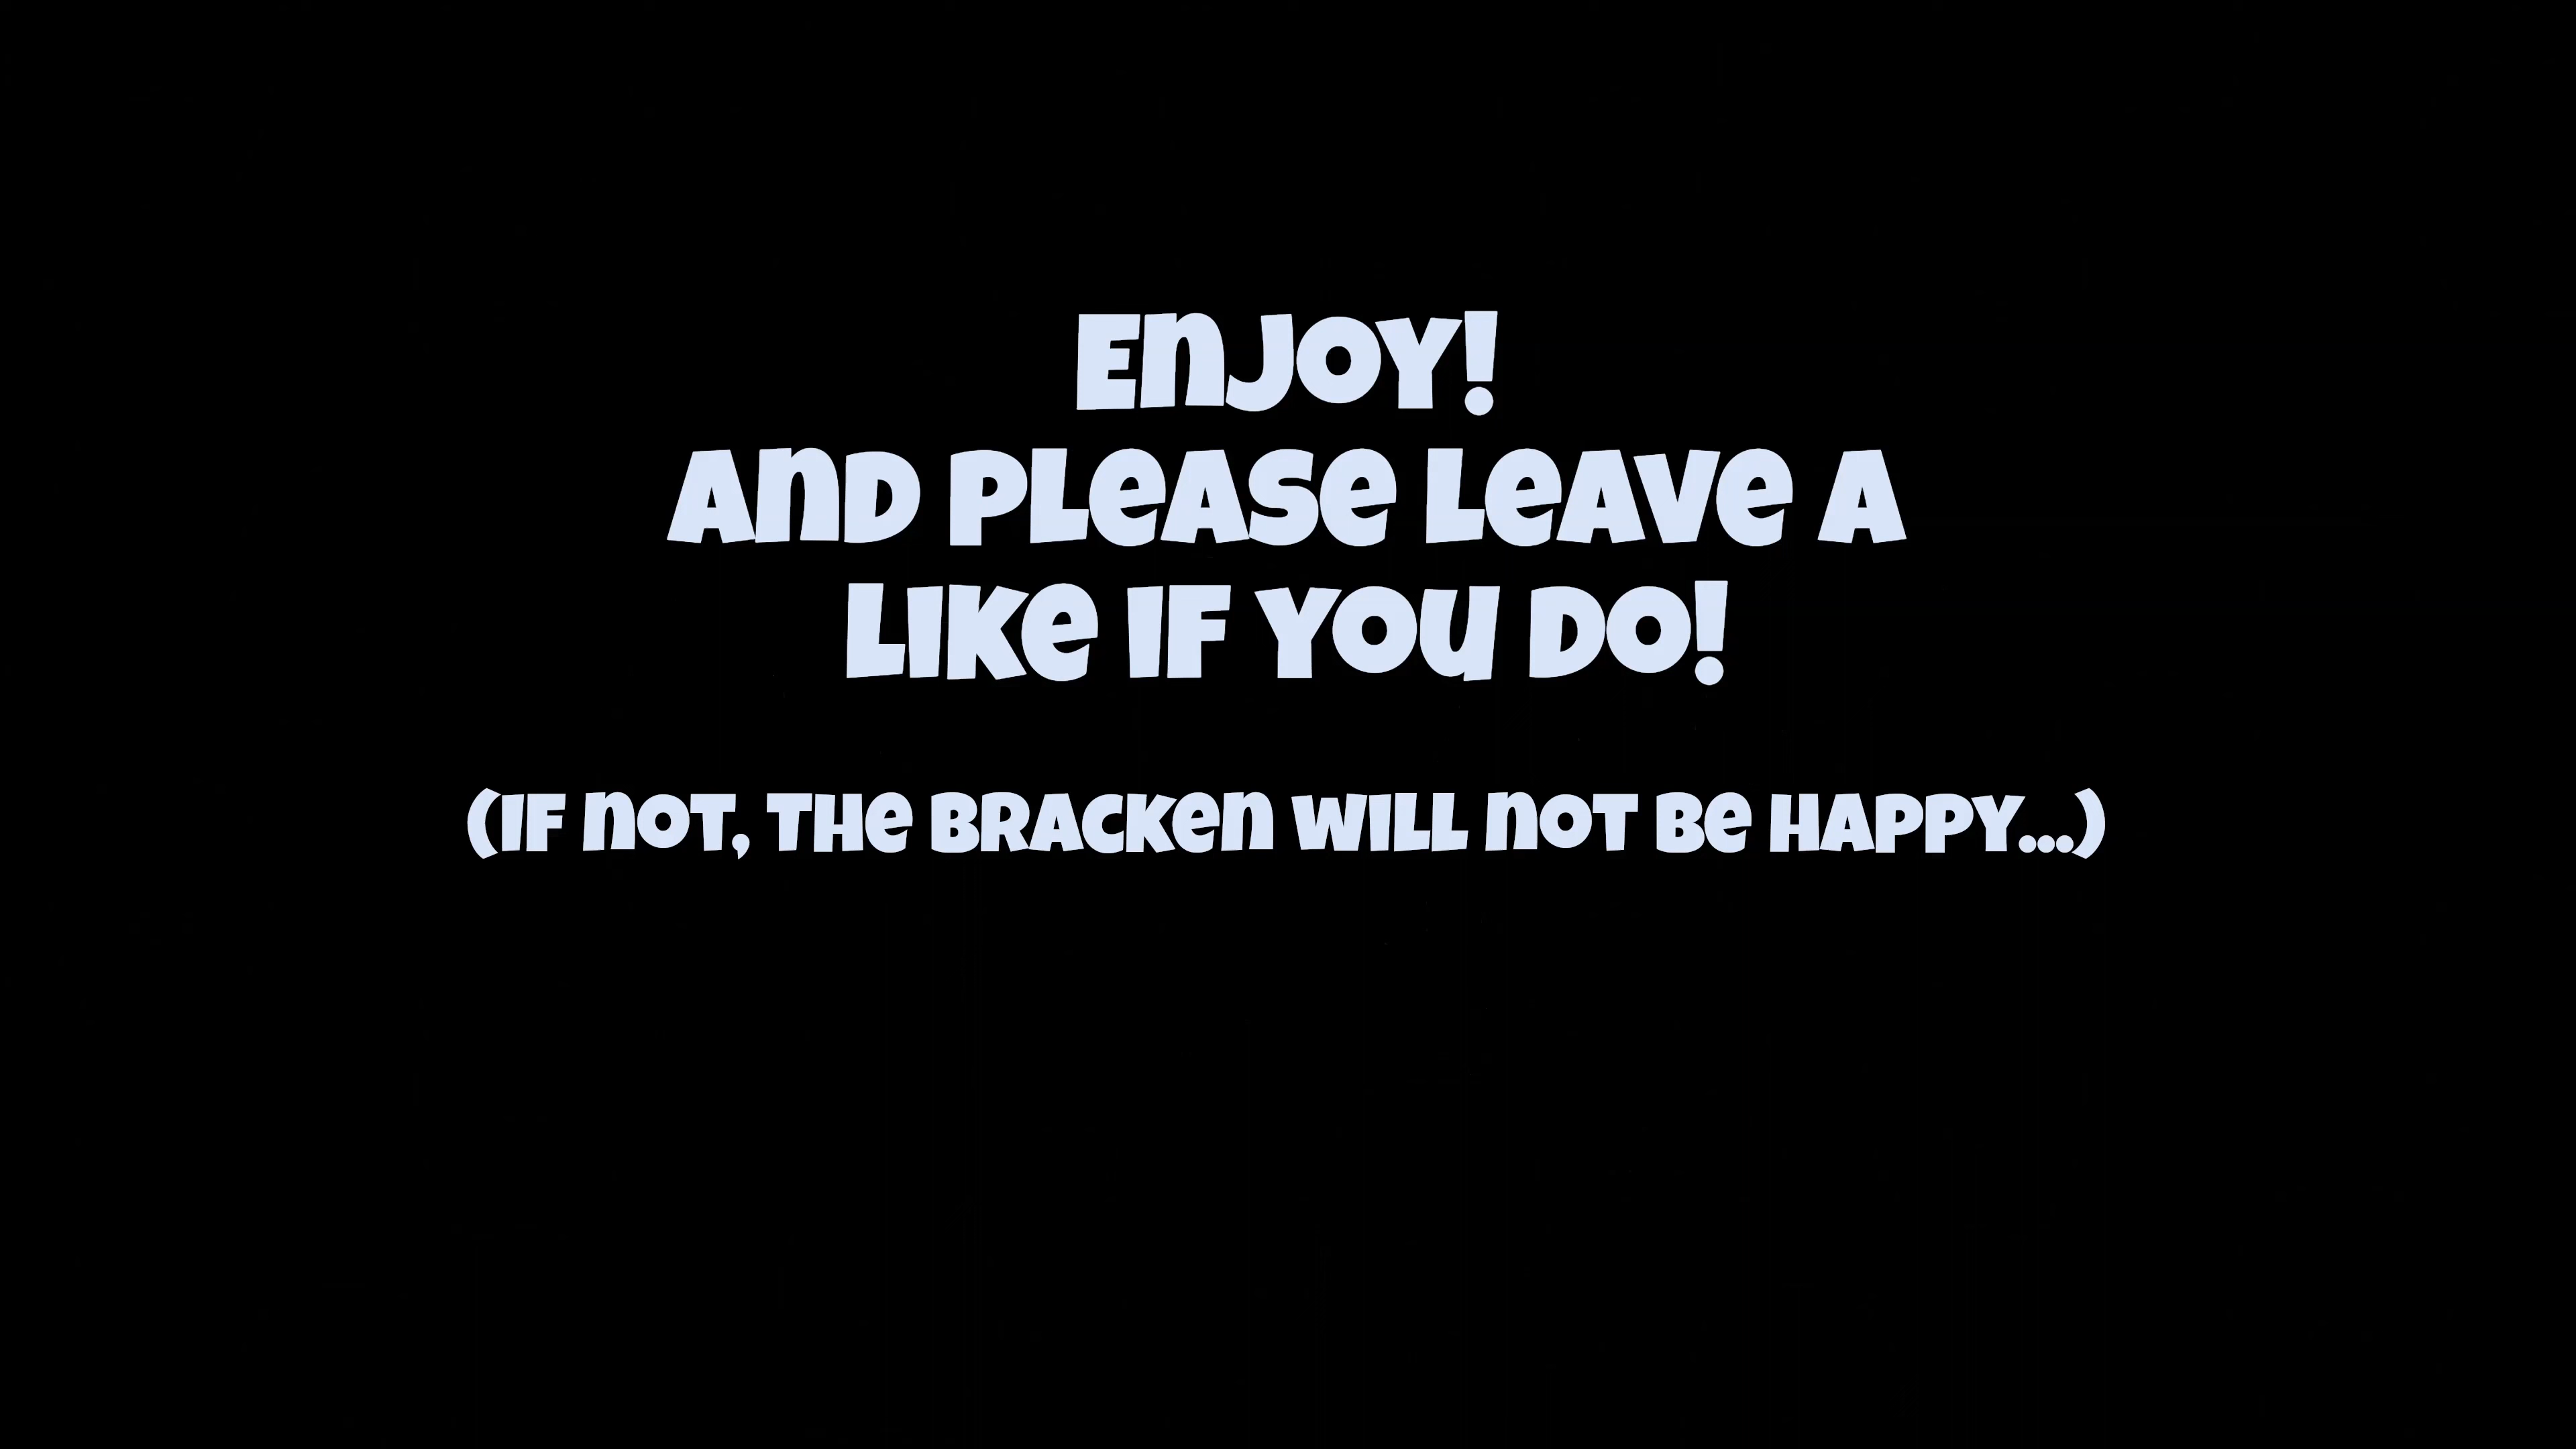 Enjoy!
And please leave a
like if you do!
(If not, the Bracken will not be happy...)